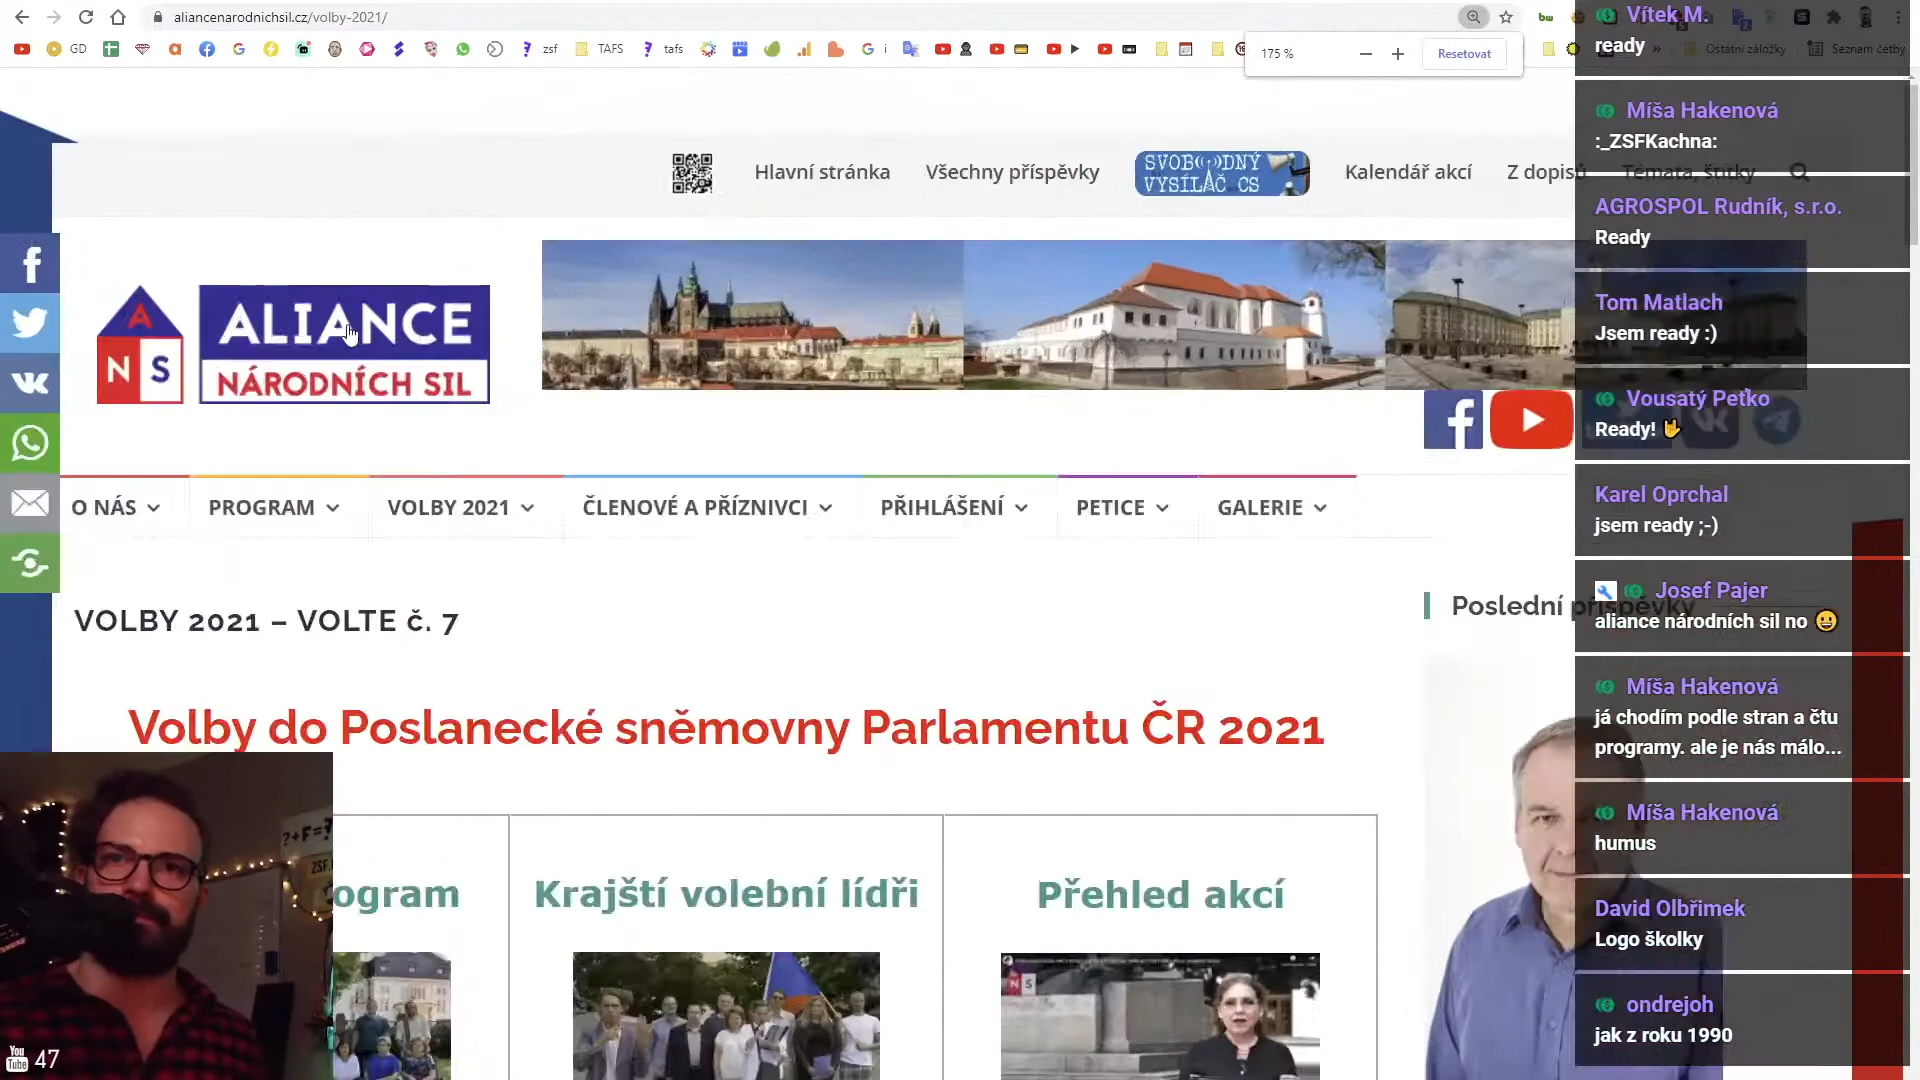 aliancenarodnichsil.cz/volby-2021/
GD
zsf
TAFS
tafs
G i
Ostatní záložky
Seznam četby
175 %
Resetovat
Hlavní stránka
Všechny příspěvky
SVOBODNÝ
VYSÍLAČ.CS
Kalendář akcí
Z dopisů
Témata, štítky
A
N S
ALIANCE
NÁRODNÍCH SIL
O NÁS
PROGRAM
VOLBY 2021
ČLENOVÉ A PŘÍZNIVCI
PŘIHLÁŠENÍ
PETICE
GALERIE
VOLBY 2021 – VOLTE č. 7
Poslední příspěvky
Volby do Poslanecké sněmovny Parlamentu ČR 2021
ogram
Krajští volební lídři
Přehled akcí
?+F=?
ZSF.
You
Tube 47
Vítek M.
ready
Míša Hakenová
:_ZSFKachna:
AGROSPOL Rudník, s.r.o.
Ready
Tom Matlach
Jsem ready :)
Vousatý Peťko
Ready! 🤘
Karel Oprchal
jsem ready ;-)
Josef Pajer
aliance národních sil no 😀
Míša Hakenová
já chodím podle stran a čtu
programy. ale je nás málo...
Míša Hakenová
humus
David Olbřimek
Logo školky
ondrejoh
jak z roku 1990